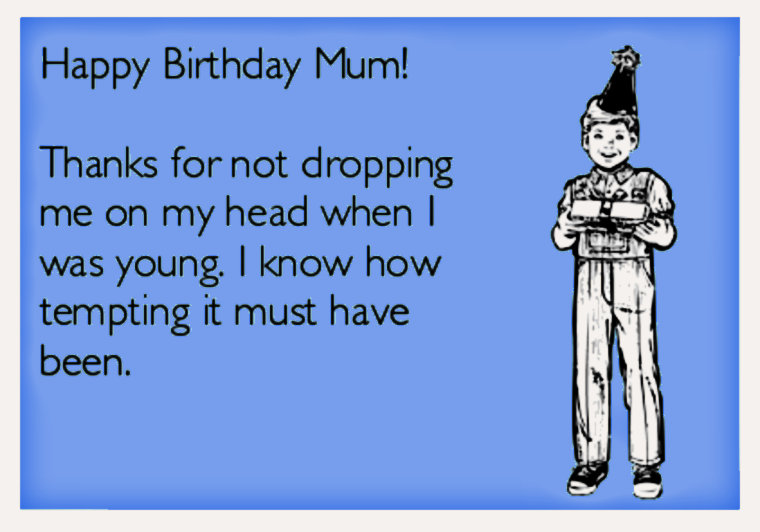 Happy Birthday Mum!
Thanks for not dropping
me on my head when I
was young. I know how
tempting it must have
been.